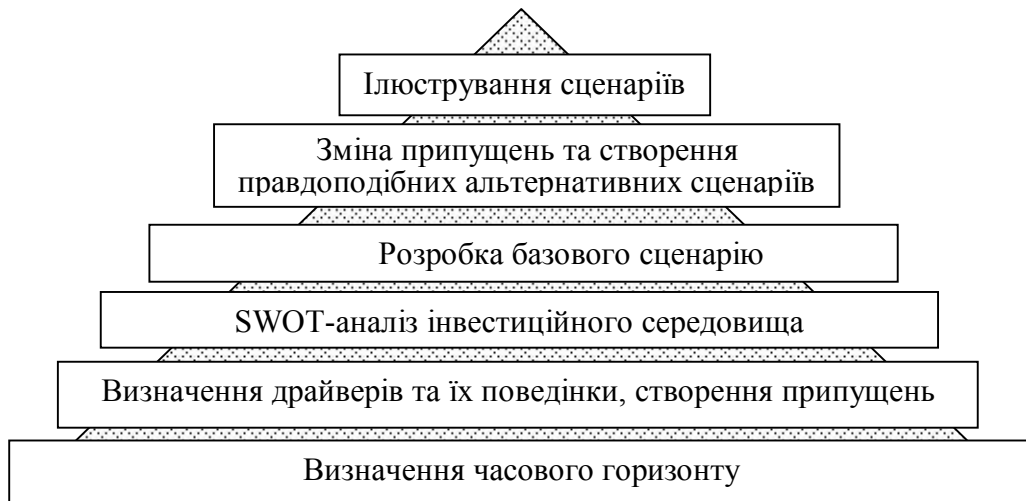 Ілюстрування сценаріїв
Зміна припущень та створення
правдоподібних альтернативних сценаріїв
Розробка базового сценарію
SWOT-аналіз інвестиційного середовища
Визначення драйверів та їх поведінки, створення припущень
Визначення часового горизонту